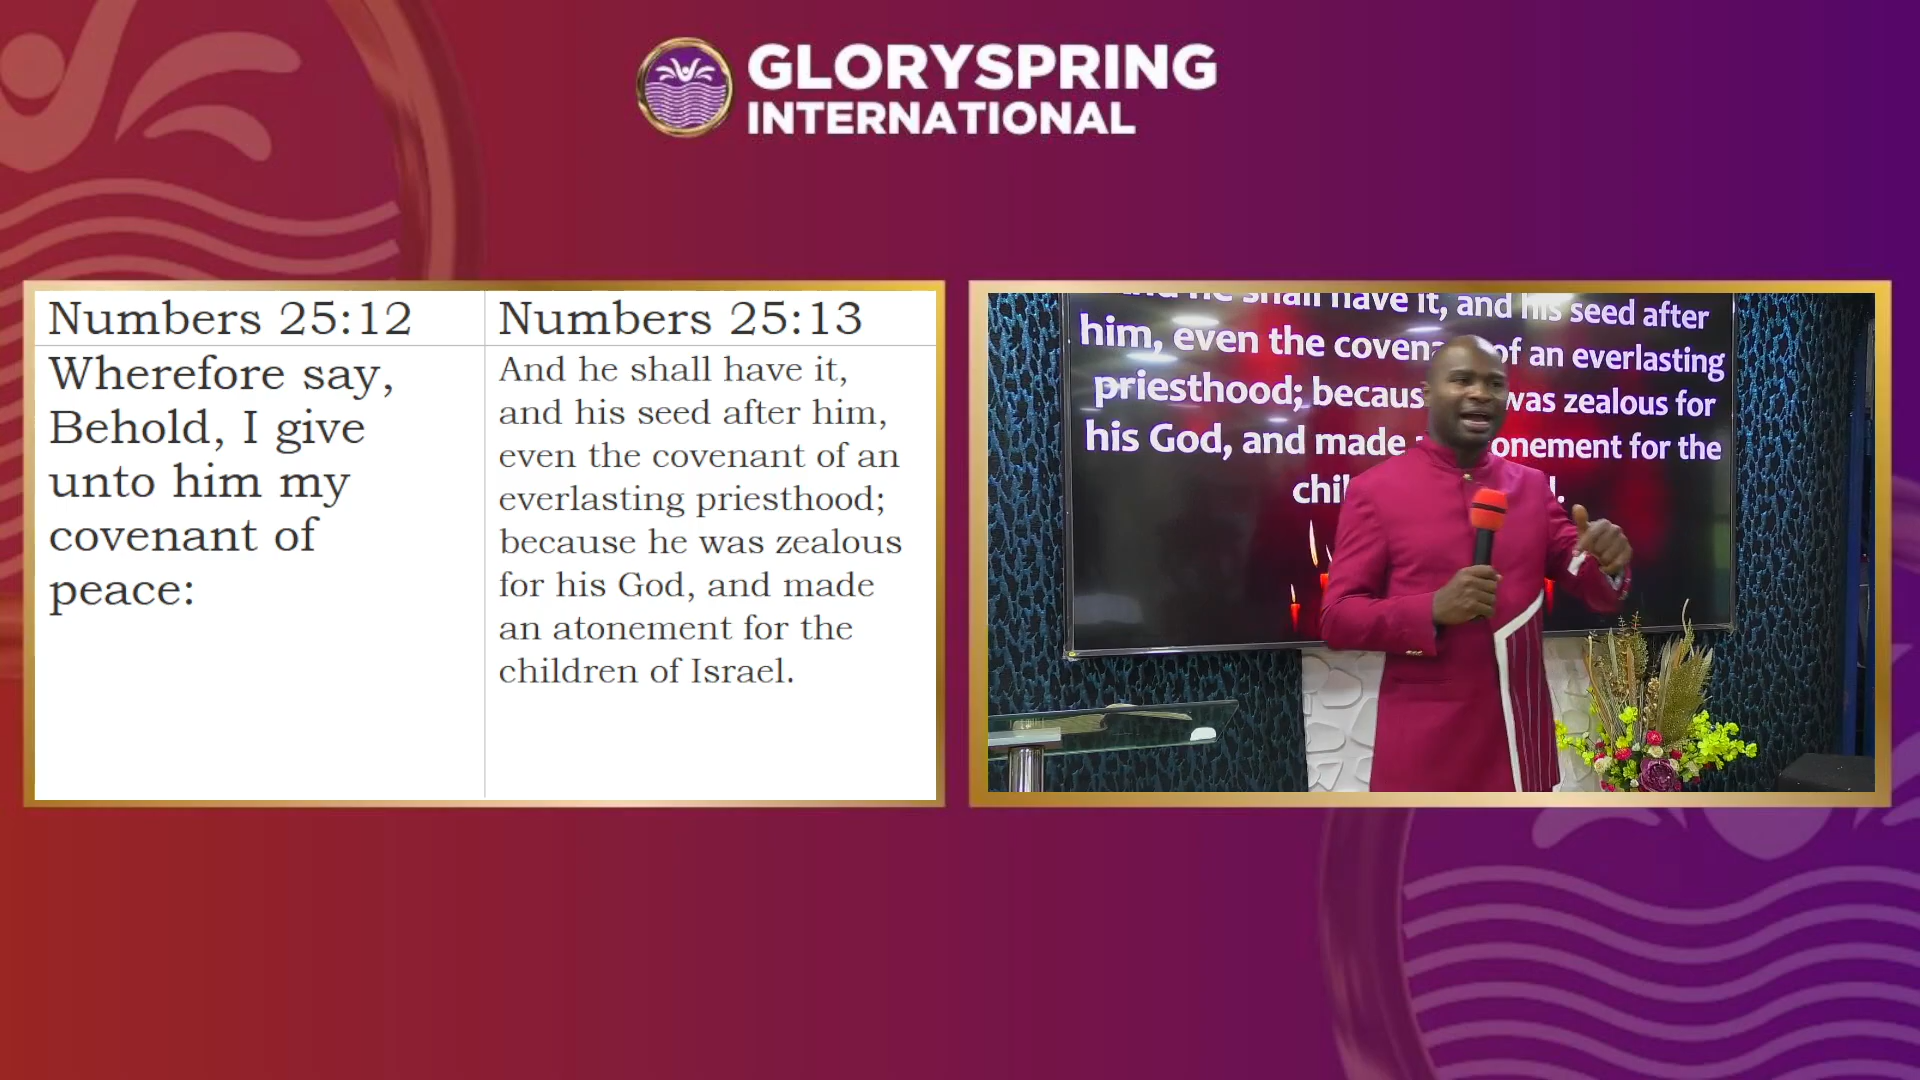 GLORYSPRING
INTERNATIONAL
Numbers 25:12
Wherefore say,
Behold, I give
unto him my
covenant of
peace:
Numbers 25:13
And he shall have it,
and his seed after him,
even the covenant of an
everlasting priesthood;
because he was zealous
for his God, and made
an atonement for the
children of Israel.
he shall have it, and his seed after
him, even the of an everlasting
priesthood; was zealous for
his God, and made for the